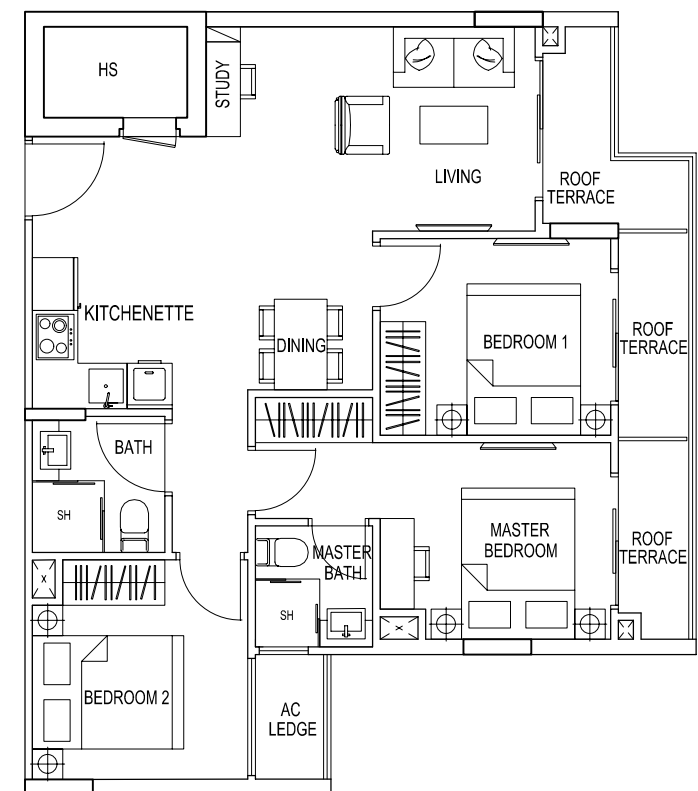 HS
STUDY
LIVING
ROOF
TERRACE
KITCHENETTE
DINING
BEDROOM 1
ROOF
TERRACE
BATH
SH
MASTER
BEDROOM
ROOF
TERRACE
MASTER
BATH
X
SH
X
BEDROOM 2
AC
LEDGE